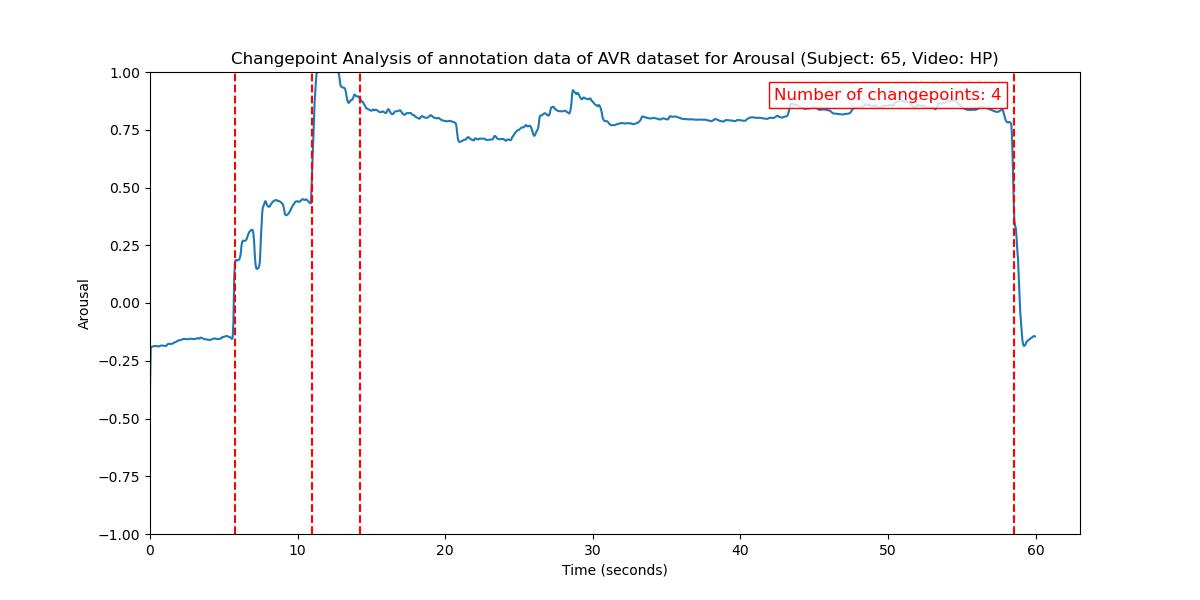 Changepoint Analysis of annotation data of AVR dataset for Arousal (Subject: 65, Video: HP)
Number of changepoints: 4
1.00
0.75
0.50
0.25
0.00
−0.25
−0.50
−0.75
−1.00
Arousal
0 10 20 30 40 50 60
Time (seconds)